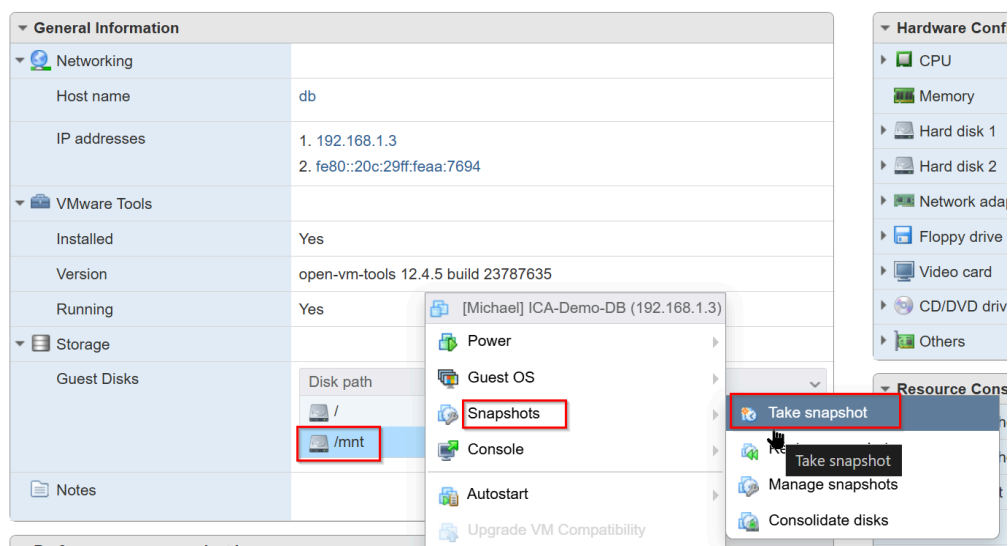 General Information
Networking
Host name
db
IP addresses
1. 192.168.1.3
2. fe80::20c:29ff:feaa:7694
VMware Tools
Installed
Yes
Version
open-vm-tools 12.4.5 build 23787635
Running
Yes
Storage
Guest Disks
Disk path
/
/mnt
Notes
[Michael] ICA-Demo-DB (192.168.1.3)
Power
Guest OS
Snapshots
Console
Autostart
Upgrade VM Compatibility
Take snapshot
Take snapshot
Manage snapshots
Consolidate disks
Hardware Conf
CPU
Memory
Hard disk 1
Hard disk 2
Network ada
Floppy drive
Video card
CD/DVD driv
Others
Resource Cons